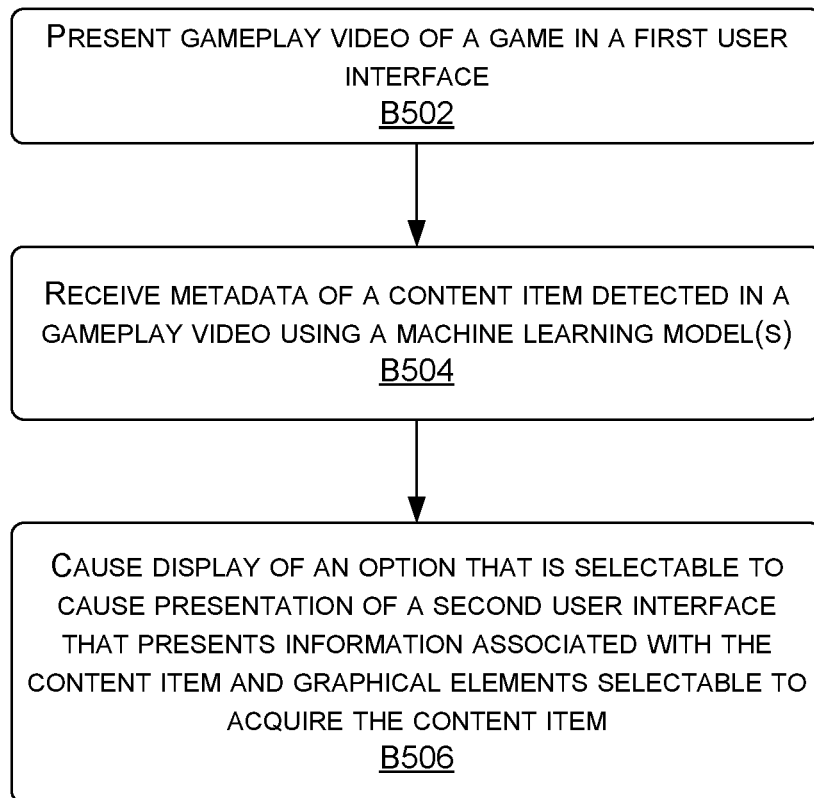 PRESENT GAMEPLAY VIDEO OF A GAME IN A FIRST USER
INTERFACE
B502
RECEIVE METADATA OF A CONTENT ITEM DETECTED IN A
GAMEPLAY VIDEO USING A MACHINE LEARNING MODEL(S)
B504
CAUSE DISPLAY OF AN OPTION THAT IS SELECTABLE TO
CAUSE PRESENTATION OF A SECOND USER INTERFACE
THAT PRESENTS INFORMATION ASSOCIATED WITH THE
CONTENT ITEM AND GRAPHICAL ELEMENTS SELECTABLE TO
ACQUIRE THE CONTENT ITEM
B506